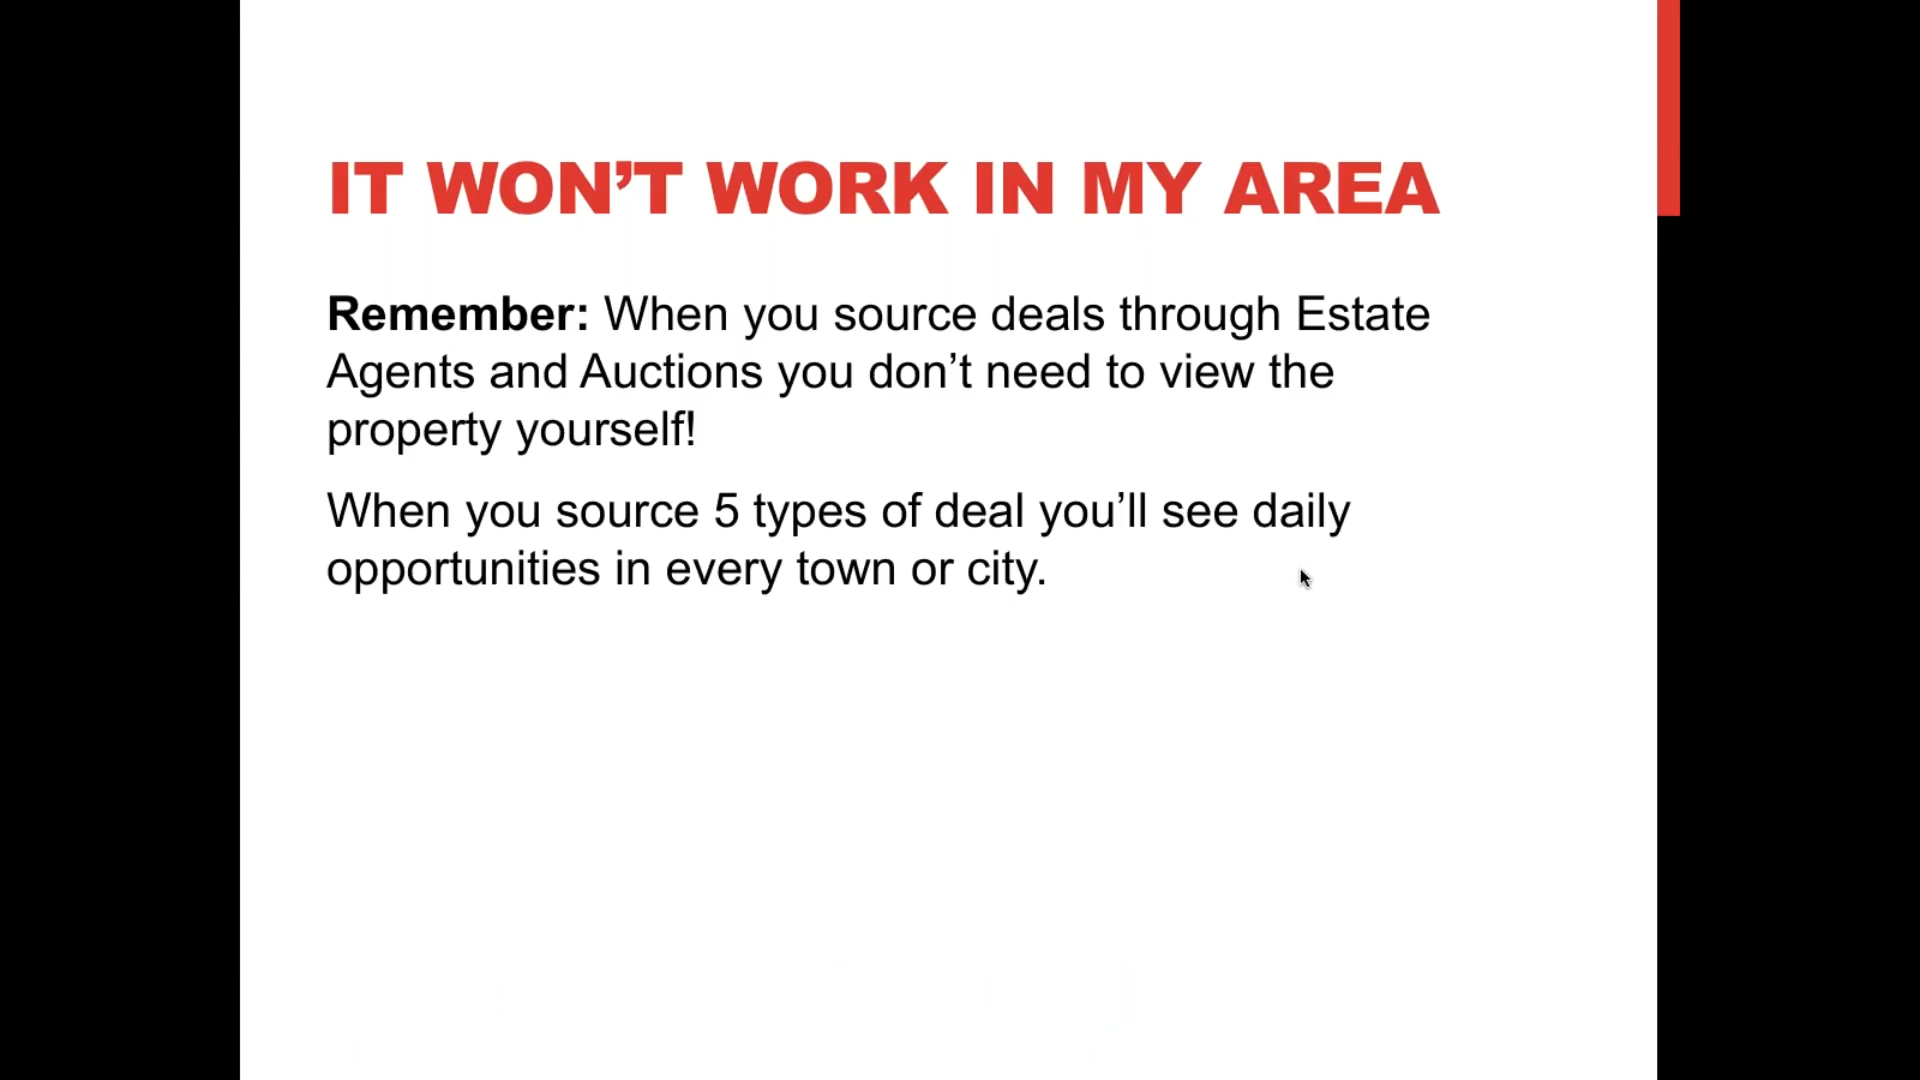 IT WON’T WORK IN MY AREA
Remember: When you source deals through Estate
Agents and Auctions you don’t need to view the
property yourself!
When you source 5 types of deal you’ll see daily
opportunities in every town or city.